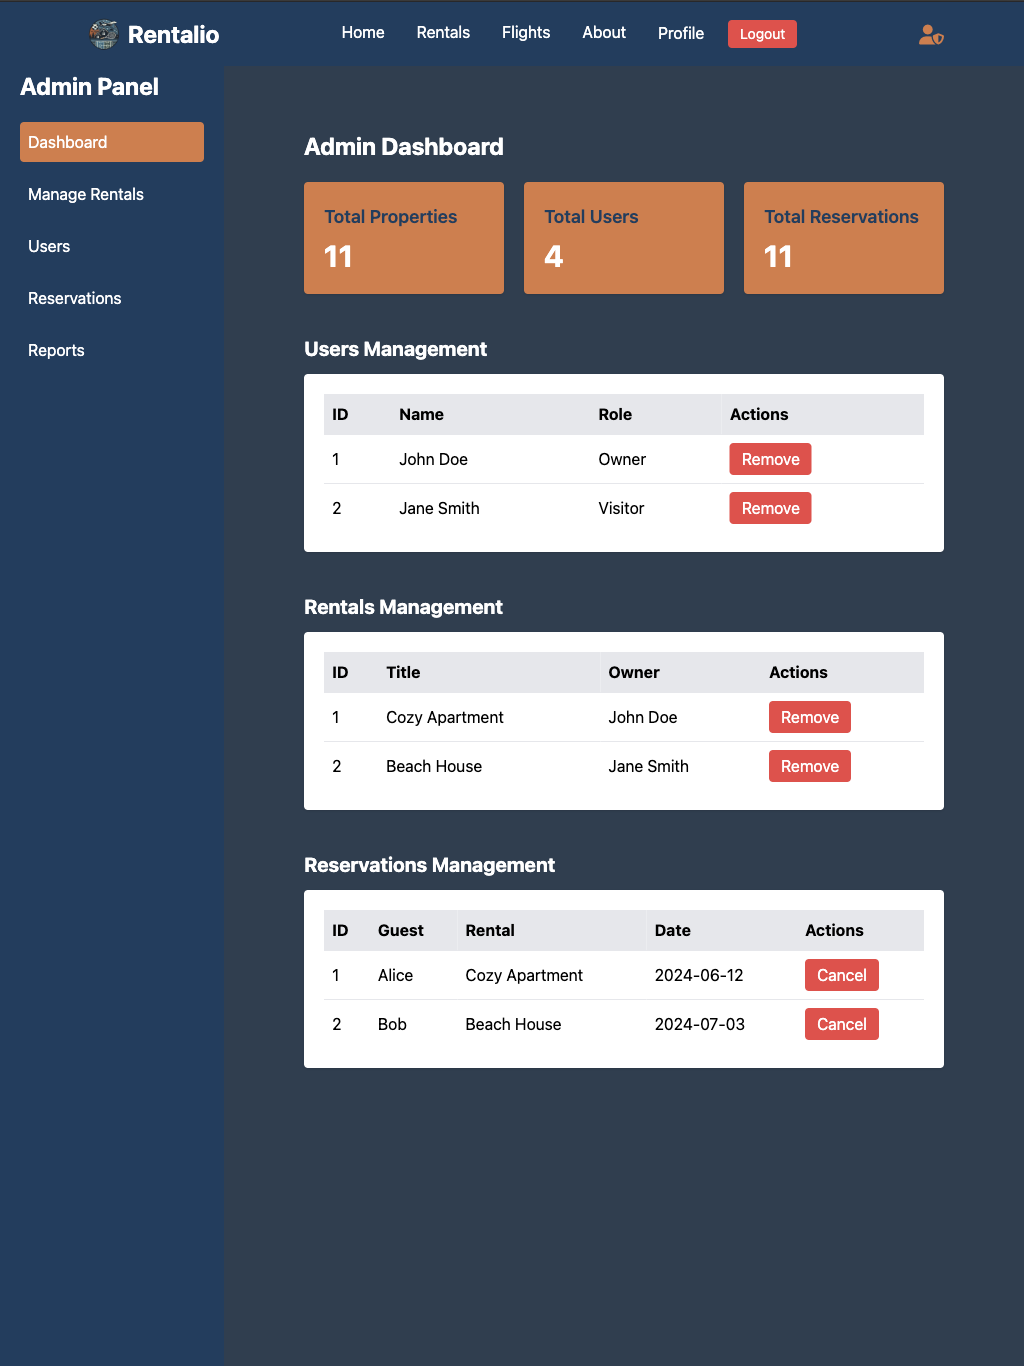 Rentalio Home Rentals Flights About Profile Logout
Admin Panel
Dashboard
Manage Rentals
Users
Reservations
Reports
Admin Dashboard
Total Properties Total Users Total Reservations
11 4 11
Users Management
ID Name Role Actions
1 John Doe Owner Remove
2 Jane Smith Visitor Remove
Rentals Management
ID Title Owner Actions
1 Cozy Apartment John Doe Remove
2 Beach House Jane Smith Remove
Reservations Management
ID Guest Rental Date Actions
1 Alice Cozy Apartment 2024-06-12 Cancel
2 Bob Beach House 2024-07-03 Cancel